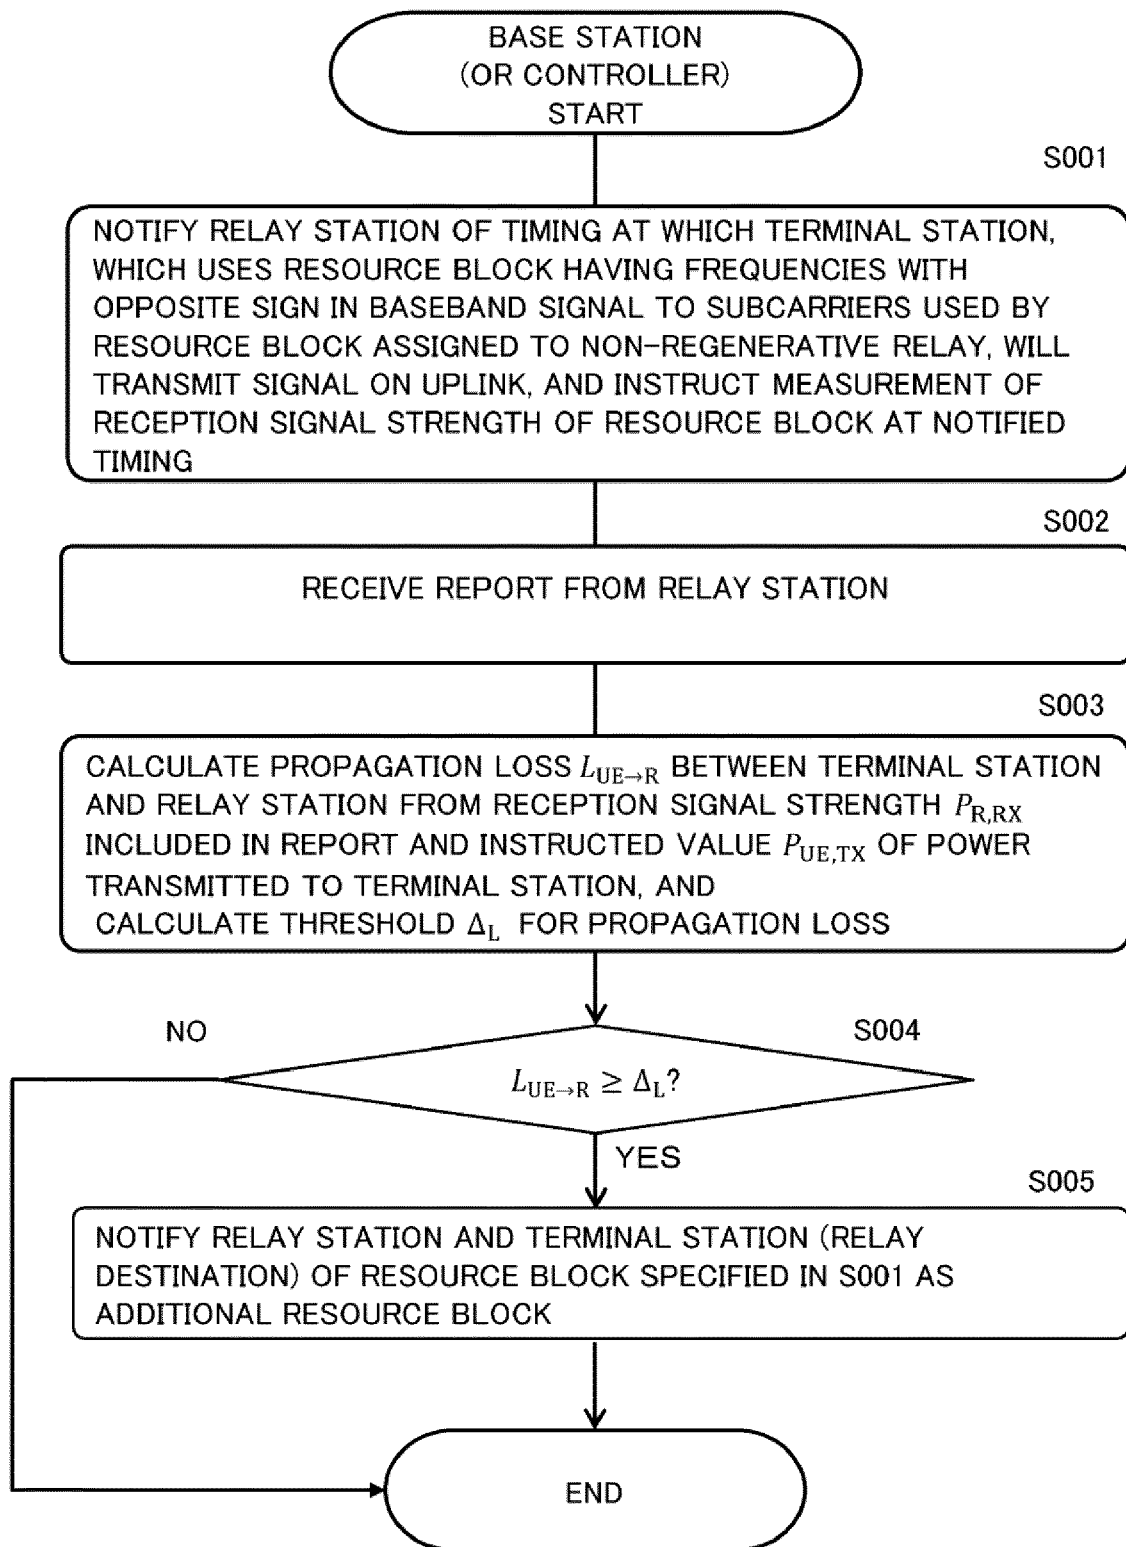 BASE STATION
(OR CONTROLLER)
START
S001
NOTIFY RELAY STATION OF TIMING AT WHICH TERMINAL STATION,
WHICH USES RESOURCE BLOCK HAVING FREQUENCIES WITH
OPPOSITE SIGN IN BASEBAND SIGNAL TO SUBCARRIERS USED BY
RESOURCE BLOCK ASSIGNED TO NON-REGENERATIVE RELAY, WILL
TRANSMIT SIGNAL ON UPLINK, AND INSTRUCT MEASUREMENT OF
RECEPTION SIGNAL STRENGTH OF RESOURCE BLOCK AT NOTIFIED
TIMING
S002
RECEIVE REPORT FROM RELAY STATION
S003
CALCULATE PROPAGATION LOSS L_UE→R BETWEEN TERMINAL STATION
AND RELAY STATION FROM RECEPTION SIGNAL STRENGTH P_R,RX
INCLUDED IN REPORT AND INSTRUCTED VALUE P_UE,TX OF POWER
TRANSMITTED TO TERMINAL STATION, AND
CALCULATE THRESHOLD Δ_L FOR PROPAGATION LOSS
NO
S004
L_UE→R ≥ Δ_L?
YES
S005
NOTIFY RELAY STATION AND TERMINAL STATION (RELAY
DESTINATION) OF RESOURCE BLOCK SPECIFIED IN S001 AS
ADDITIONAL RESOURCE BLOCK
END